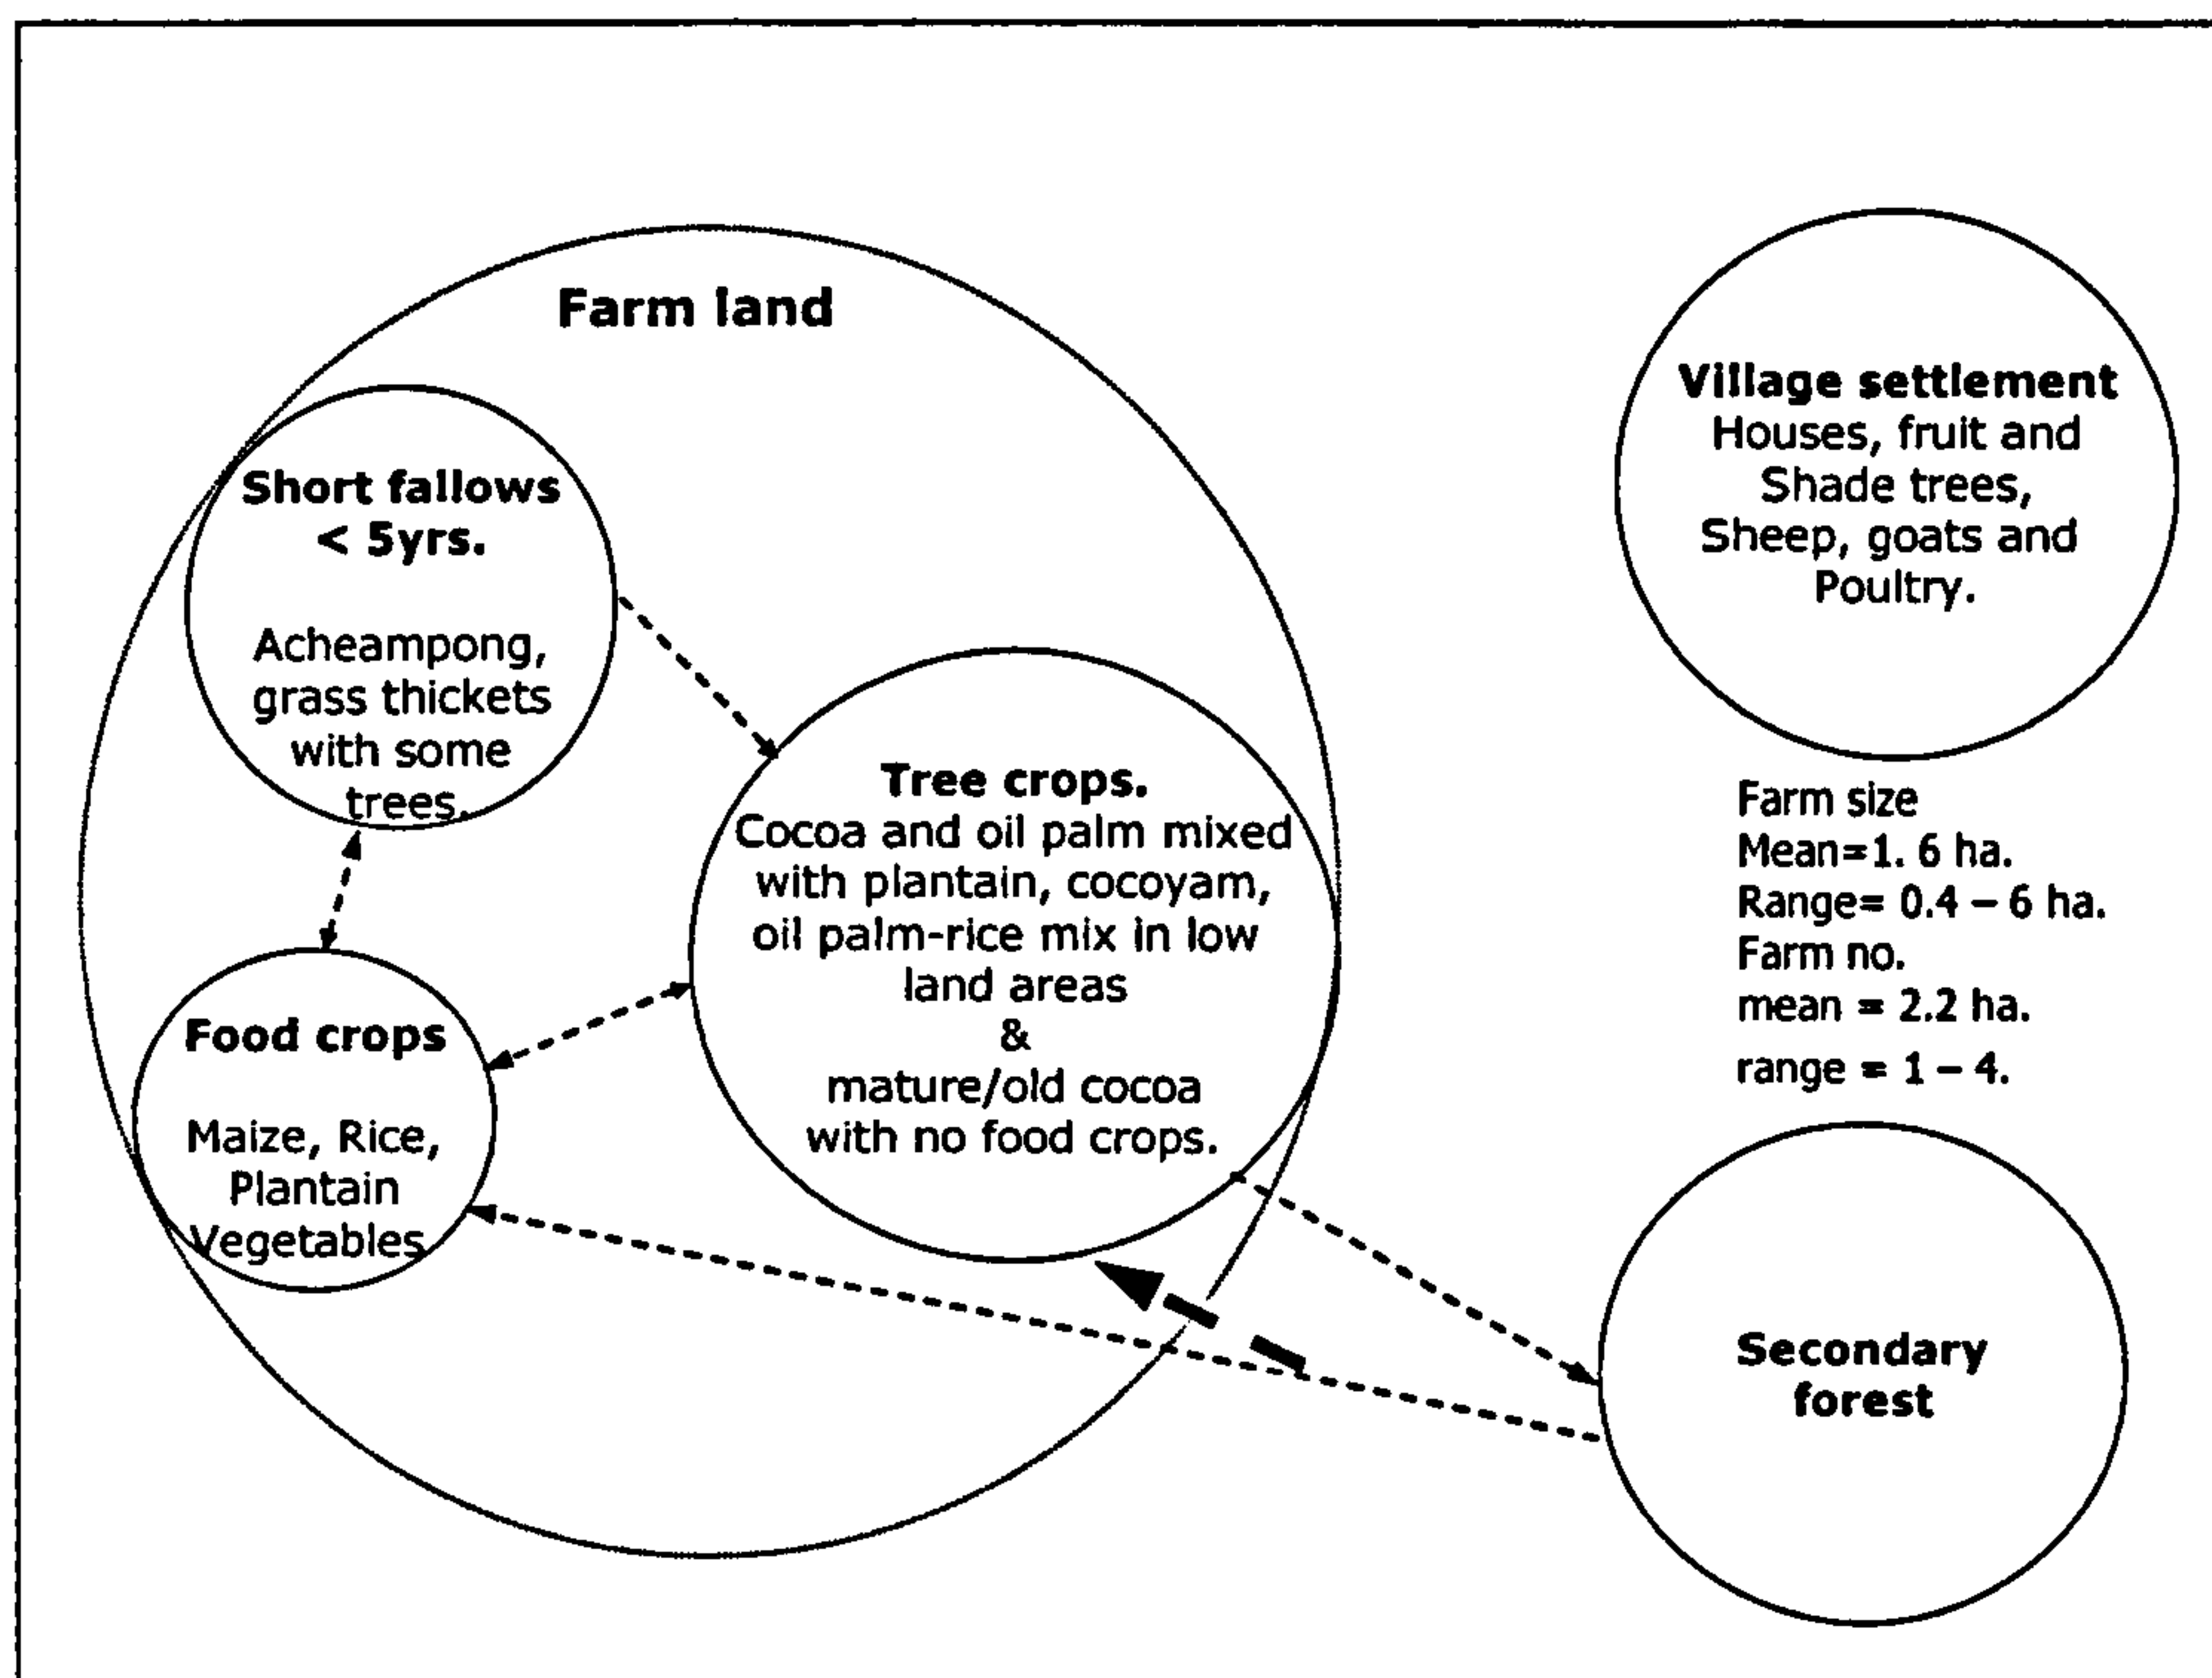 Farm land
Short fallows
< 5yrs.
Acheampong,
grass thickets
with some
trees.
Food crops
Maize, Rice,
Plantain
Vegetables
Tree crops.
Cocoa and oil palm mixed
with plantain, cocoyam,
oil palm-rice mix in low
land areas
&
mature/old cocoa
with no food crops.
Village settlement
Houses, fruit and
Shade trees,
Sheep, goats and
Poultry.
Farm size
Mean=1. 6 ha.
Range= 0.4 – 6 ha.
Farm no.
mean = 2.2 ha.
range = 1 – 4.
Secondary
forest